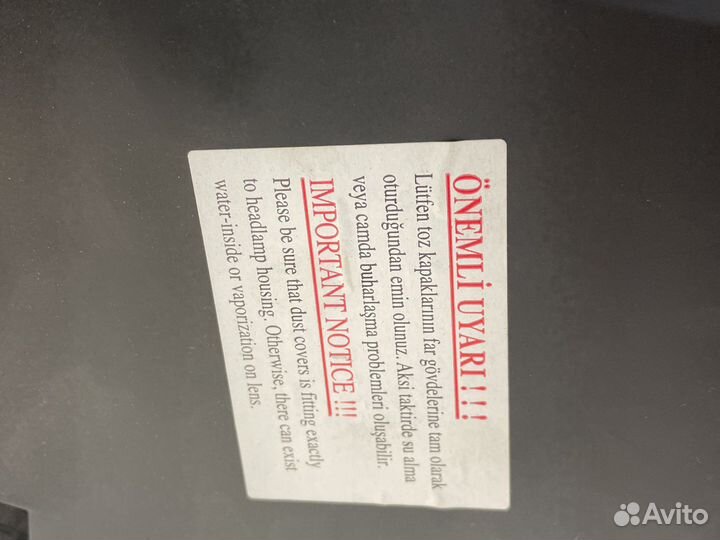 ÖNEMLİ UYARI ! ! !
Lütfen toz kapaklarının far gövdelerine tam olarak
oturduğundan emin olunuz. Aksi taktirde su alma
veya camda buharlaşma problemleri oluşabilir.
IMPORTANT NOTICE !!!
Please be sure that dust covers is fitting exactly
to headlamp housing. Otherwise, there can exist
water-inside or vaporization on lens.
Avito